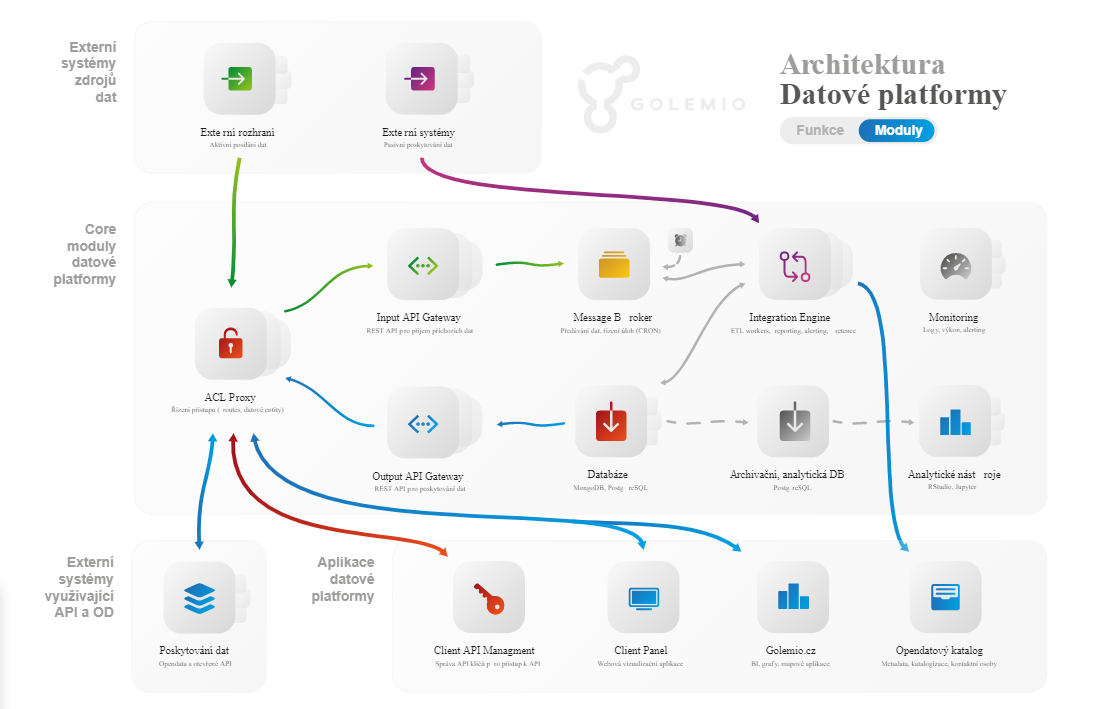 Externí
systémy
zdrojů
dat
Exte rní rozhraní
Aktivní posílání dat
Exte rní systémy
Pasivní poskytování dat
GOLEMIO
Architektura
Datové platformy
Funkce
Moduly
Core
moduly
datové
platformy
Input API Gateway
REST API pro příjem příchozích dat
Message B roker
Předávání dat, řízení úloh (CRON)
Integration Engine
ETL workers, reporting, alerting, retence
Monitoring
Log y, výkon, alerting
ACL Proxy
Řízení přístupu ( routes, datové entity)
Output API Gateway
REST API pro poskytování dat
Databáze
MongoDB, Postg reSQL
Archivační, analytická DB
Postg reSQL
Analytické nást roje
RStudio, Jupyter
Externí
systémy
využívající
API a OD
Poskytování dat
Opendata a otevřené API
Aplikace
datové
platformy
Client API Managment
Správa API klíčů p ro přístup k API
Client Panel
Webová vizualizační aplikace
Golemio.cz
BI, grafy, mapové aplikace
Opendatový katalog
Metadata, katalogizace, kontaktní osoby